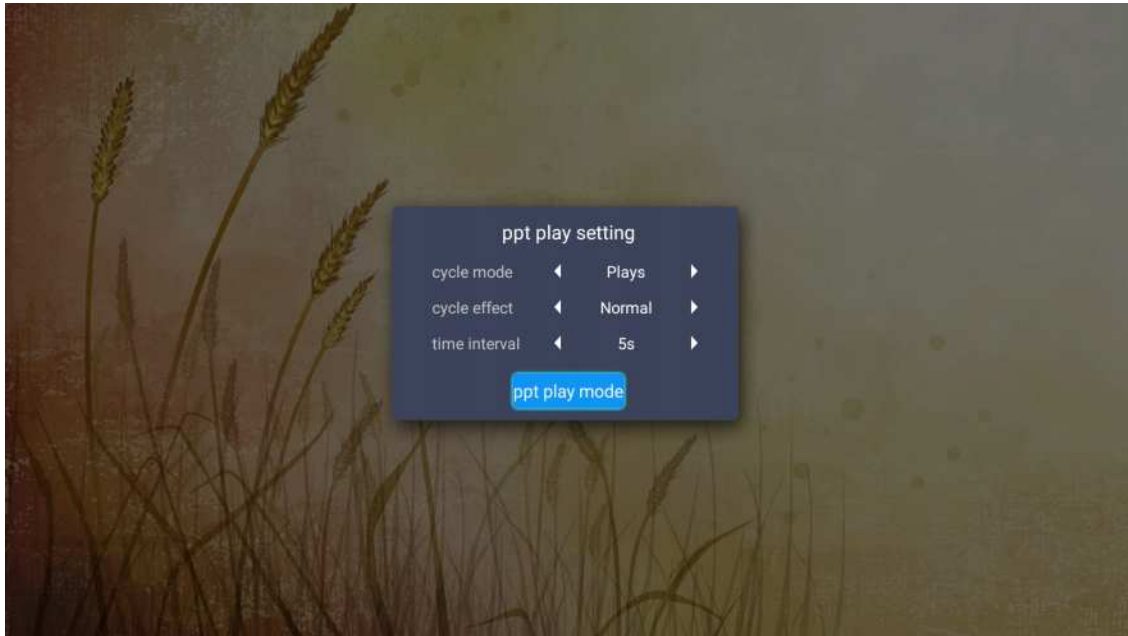 ppt play setting
cycle mode Plays
cycle effect Normal
time interval 5s
ppt play mode